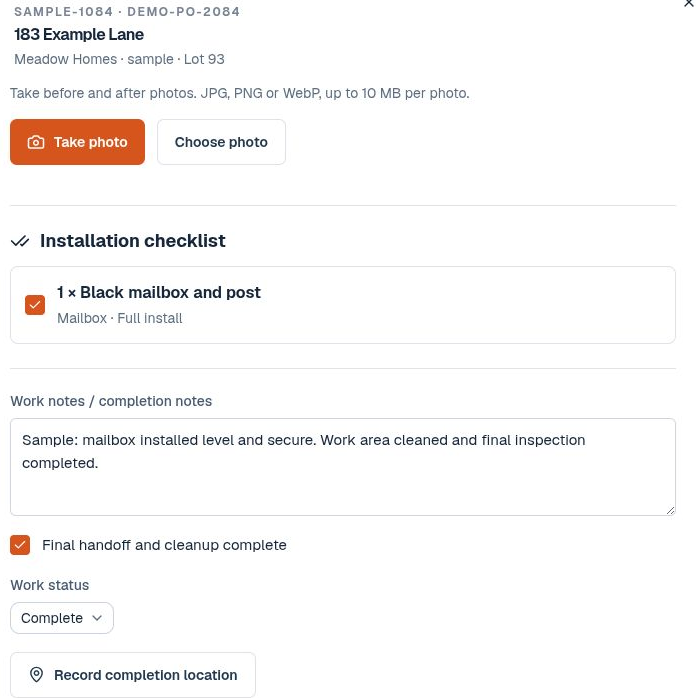 SAMPLE-1084 · DEMO-PO-2084
183 Example Lane
Meadow Homes · sample · Lot 93
Take before and after photos. JPG, PNG or WebP, up to 10 MB per photo.
Take photo
Choose photo
Installation checklist
1 × Black mailbox and post
Mailbox · Full install
Work notes / completion notes
Sample: mailbox installed level and secure. Work area cleaned and final inspection
completed.
Final handoff and cleanup complete
Work status
Complete
Record completion location